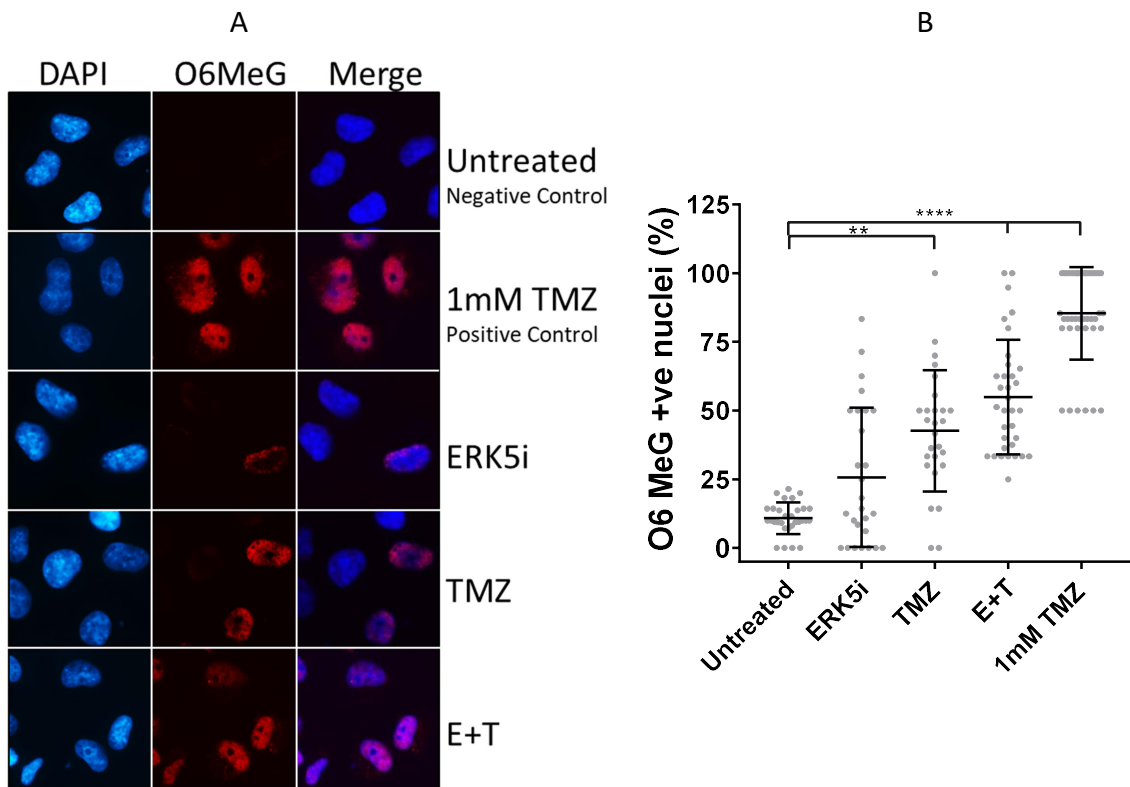 A
B
DAPI O6MeG Merge
Untreated
Negative Control
1mM TMZ
Positive Control
ERK5i
TMZ
E+T
O6 MeG +ve nuclei (%)
125
100
75
50
25
0
****
**
Untreated
ERK5i
TMZ
E+T
1mM TMZ